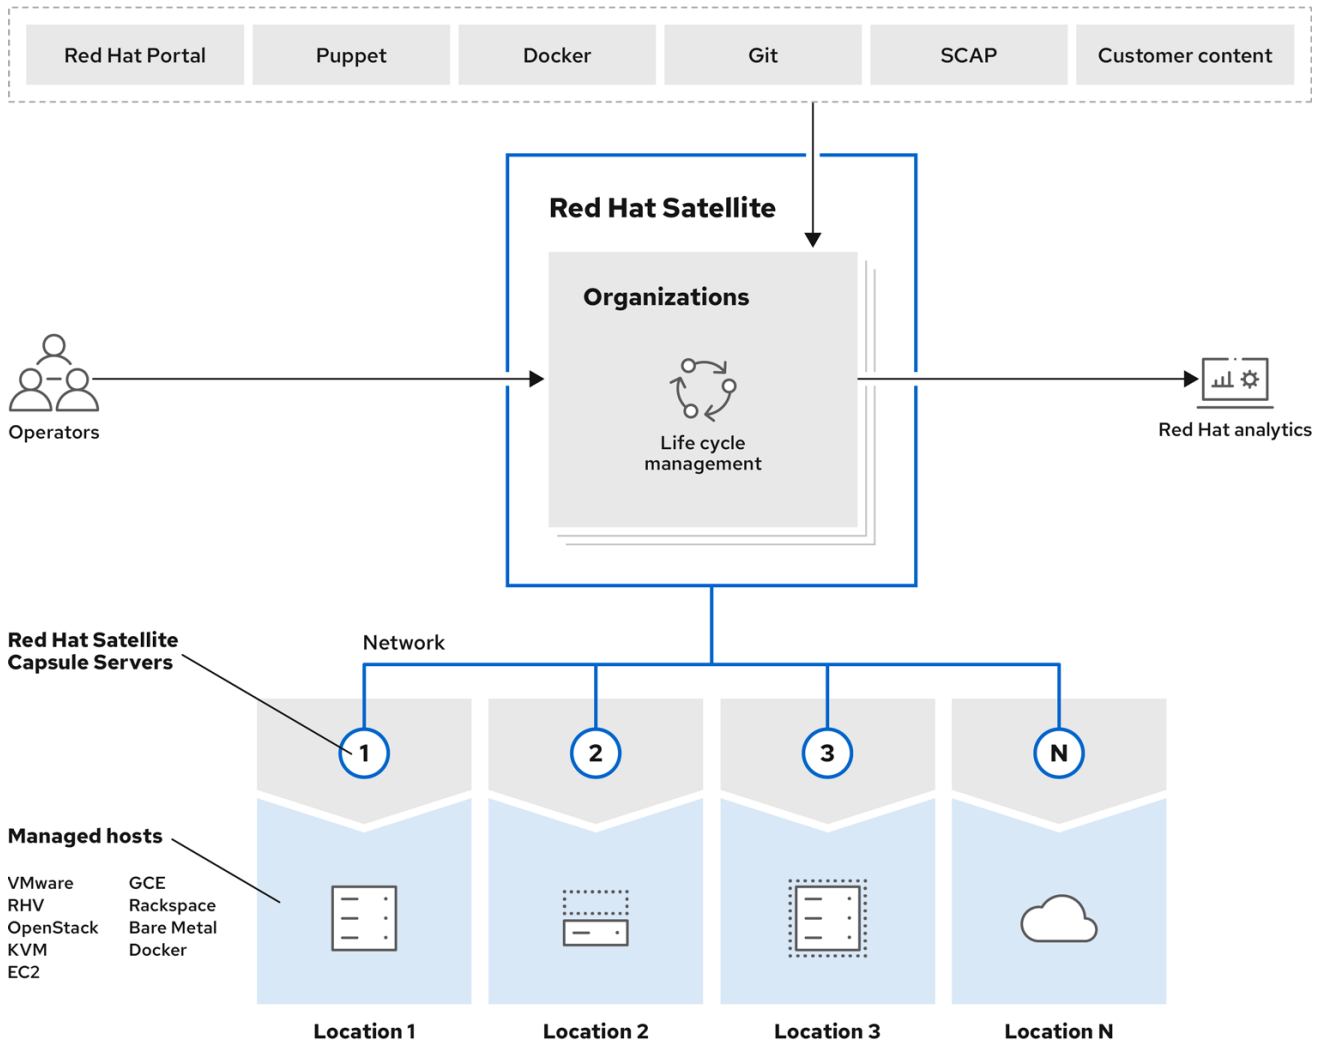 Red Hat Portal
Puppet
Docker
Git
SCAP
Customer content
Red Hat Satellite
Organizations
Life cycle
management
Operators
Red Hat analytics
Red Hat Satellite
Capsule Servers
Network
1
2
3
N
Managed hosts
VMware
RHV
OpenStack
KVM
EC2
GCE
Rackspace
Bare Metal
Docker
Location 1
Location 2
Location 3
Location N